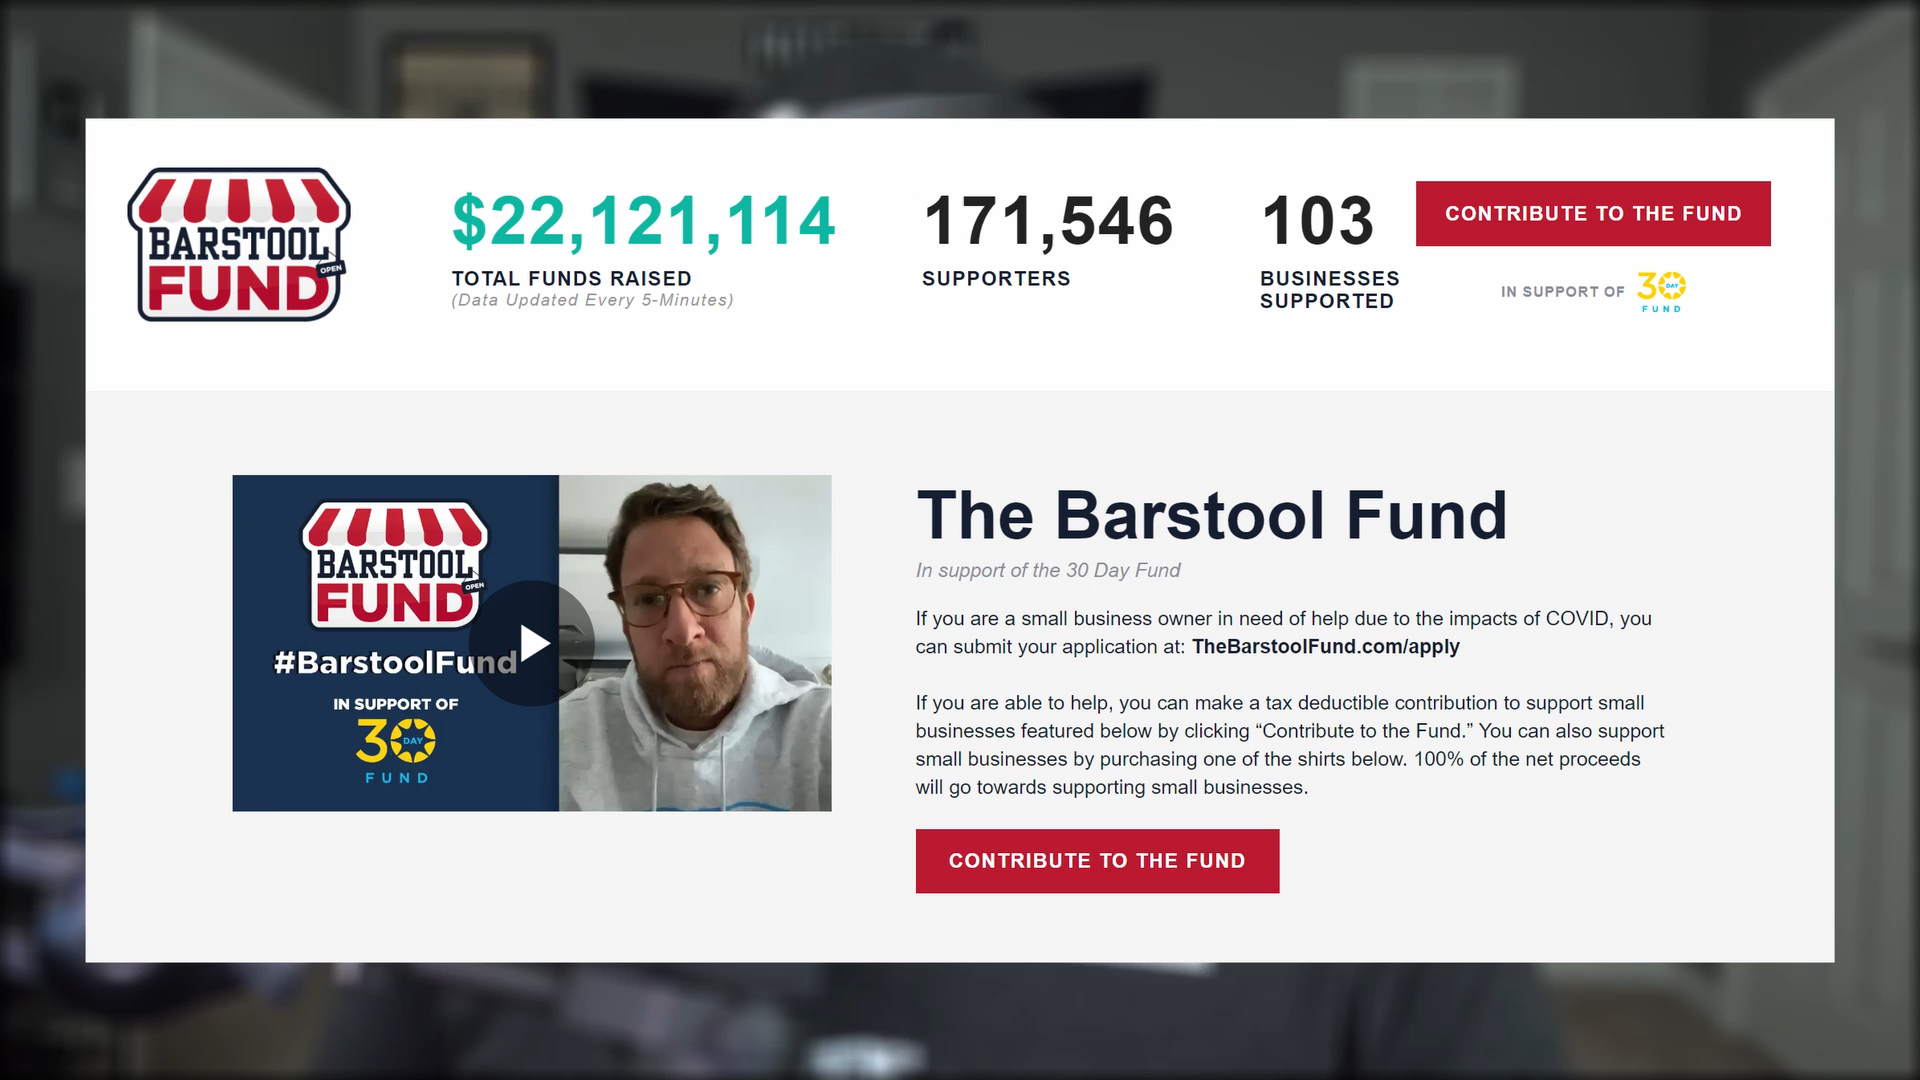 BARSTOOL
FUND
OPEN
$22,121,114
TOTAL FUNDS RAISED
(Data Updated Every 5-Minutes)
171,546
SUPPORTERS
103
BUSINESSES
SUPPORTED
CONTRIBUTE TO THE FUND
IN SUPPORT OF
30
DAY
FUND
BARSTOOL
FUND
OPEN
#BarstoolFund
IN SUPPORT OF
30
DAY
FUND
The Barstool Fund
In support of the 30 Day Fund
If you are a small business owner in need of help due to the impacts of COVID, you
can submit your application at: TheBarstoolFund.com/apply
If you are able to help, you can make a tax deductible contribution to support small
businesses featured below by clicking “Contribute to the Fund.” You can also support
small businesses by purchasing one of the shirts below. 100% of the net proceeds
will go towards supporting small businesses.
CONTRIBUTE TO THE FUND